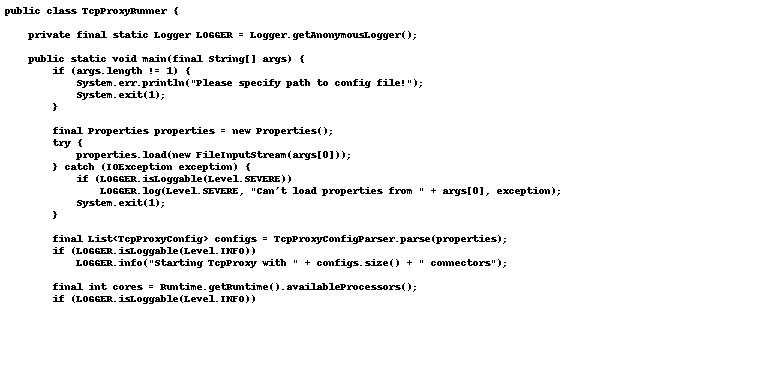 public class TcpProxyRunner {
private final static Logger LOGGER = Logger.getAnonymousLogger();
public static void main(final String[] args) {
if (args.length != 1) {
System.err.println("Please specify path to config file!");
System.exit(1);
}
final Properties properties = new Properties();
try {
properties.load(new FileInputStream(args[0]));
} catch (IOException exception) {
if (LOGGER.isLoggable(Level.SEVERE))
LOGGER.log(Level.SEVERE, "Can't load properties from " + args[0], exception);
System.exit(1);
}
final List<TcpProxyConfig> configs = TcpProxyConfigParser.parse(properties);
if (LOGGER.isLoggable(Level.INFO))
LOGGER.info("Starting TcpProxy with " + configs.size() + " connectors");
final int cores = Runtime.getRuntime().availableProcessors();
if (LOGGER.isLoggable(Level.INFO))